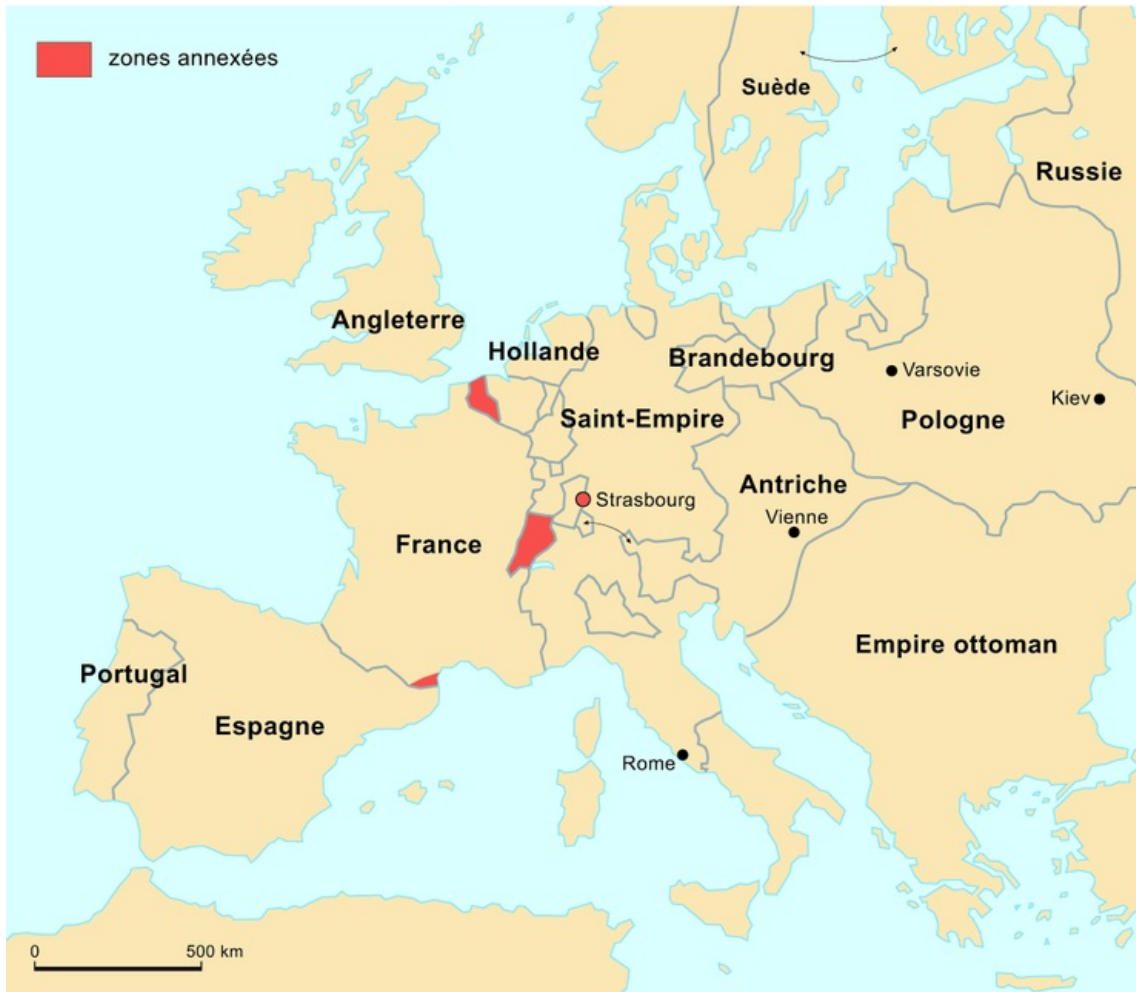 zones annexées
Suède
Russie
Angleterre
Hollande
Brandebourg
Varsovie
Kiev
Saint-Empire
Pologne
Antriche
Strasbourg
Vienne
France
Empire ottoman
Portugal
Espagne
Rome
0 500 km